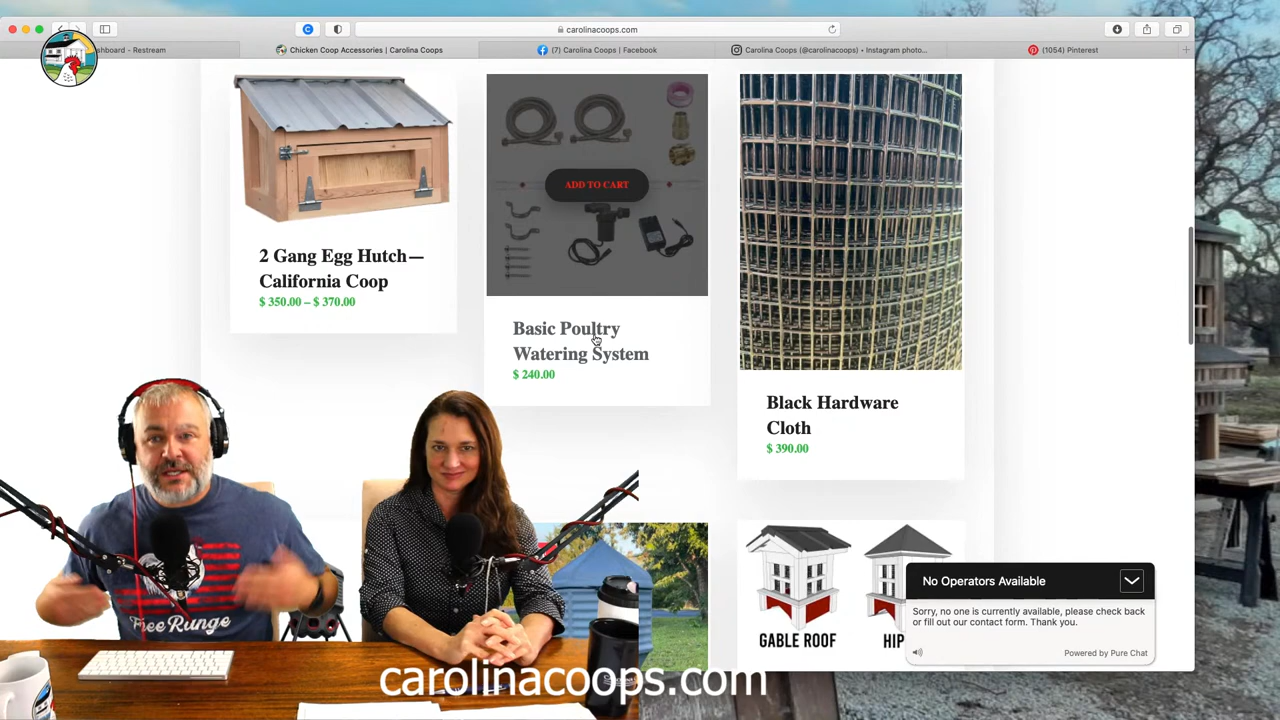 carolinacoops.com
shboard - Restream
Chicken Coop Accessories | Carolina Coops
(7) Carolina Coops | Facebook
Carolina Coops (@carolinacoops) • Instagram photo...
(1054) Pinterest
ADD TO CART
2 Gang Egg Hutch—
California Coop
$ 350.00 – $ 370.00
Basic Poultry
Watering System
$ 240.00
Black Hardware
Cloth
$ 390.00
GABLE ROOF
HIP
No Operators Available
Sorry, no one is currently available, please check back
or fill out our contact form. Thank you.
Powered by Pure Chat
Free Range
carolinacoops.com